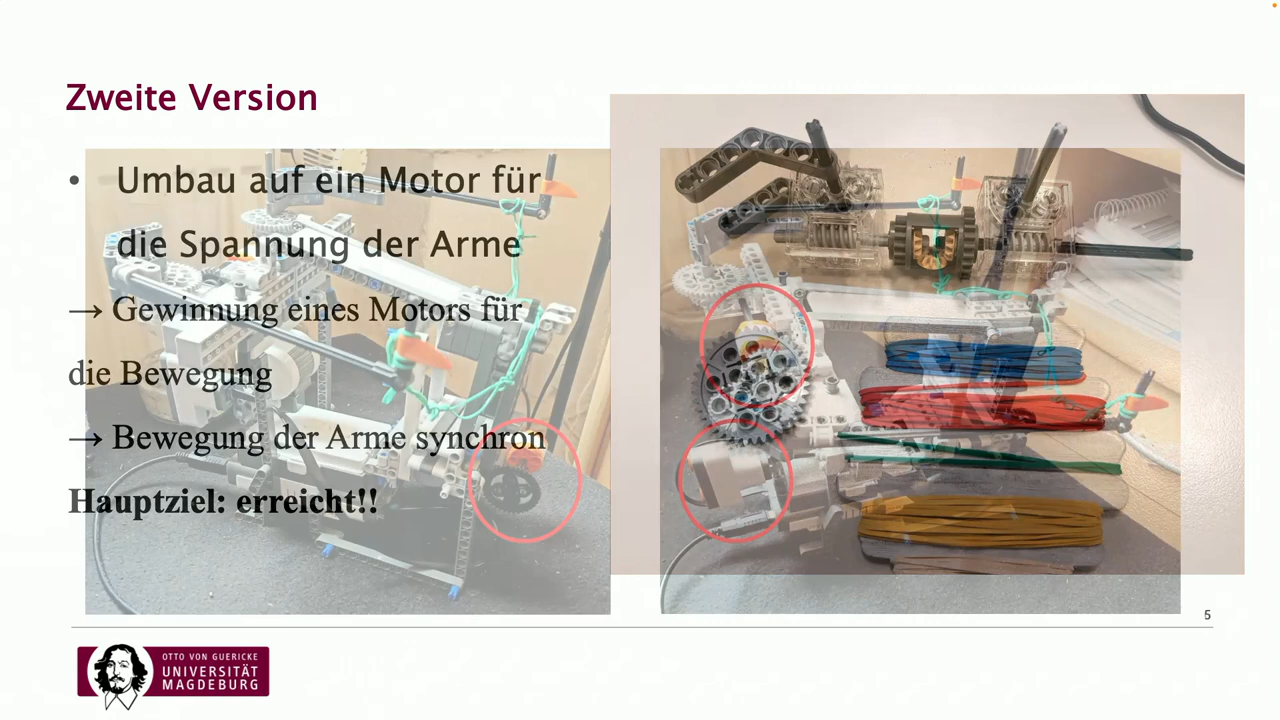 Zweite Version
• Umbau auf ein Motor für
die Spannung der Arme
→ Gewinnung eines Motors für
die Bewegung
→ Bewegung der Arme synchron
Hauptziel: erreicht!!
5
OTTO VON GUERICKE
UNIVERSITÄT
MAGDEBURG